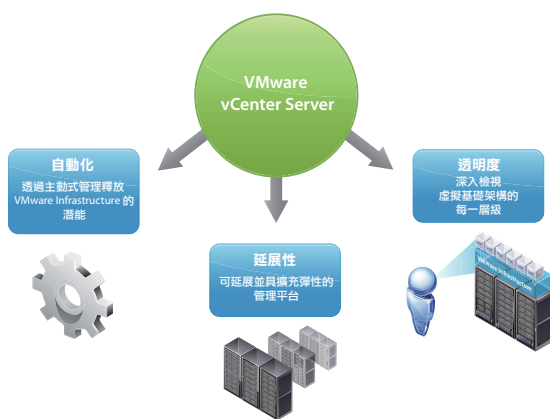 VMware
vCenter Server
自動化
透過主動式管理釋放
VMware Infrastructure 的
潛能
延展性
可延展並具擴充彈性的
管理平台
透明度
深入檢視
虛擬基礎架構的
每一層級
VMware Infrastructure